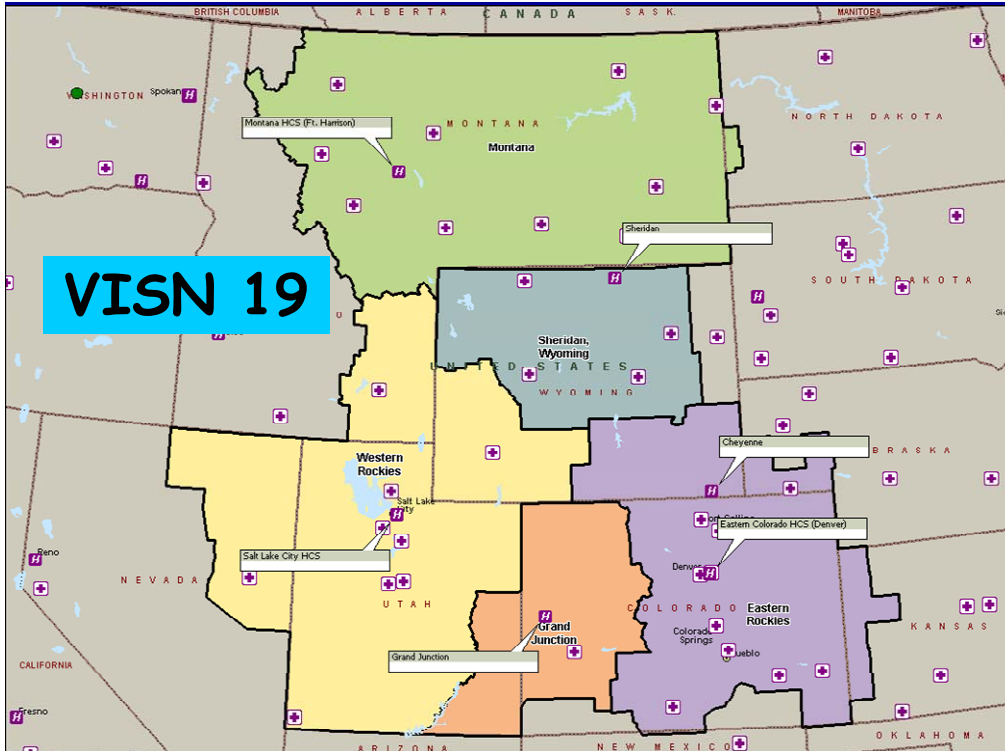 BRITISH COLUMBIA
ALBERTA
CANADA
SASK.
MANITOBA
WASHINGTON
Spokan
Montana HCS (Ft. Harrison)
MONTANA
Montana
NORTH DAKOTA
Sheridan
VISN 19
SOUTH DAKOTA
Sheridan,
Wyoming
UNITED STATES
WYOMING
Cheyenne
BRASKA
Western
Rockies
Salt Lake
City
Eastern Colorado HCS (Denver)
Reno
Salt Lake City HCS
Denver
NEVADA
UTAH
COLORADO
Eastern
Rockies
Grand
Junction
Colorado
Springs
ueblo
KANSAS
Grand Junction
CALIFORNIA
Fresno
ARIZONA
NEW MEXICO
OKLAHOMA